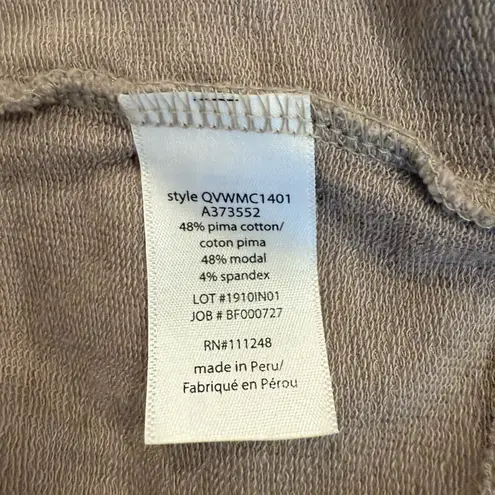 style QVWMC1401
A373552
48% pima cotton/
coton pima
48% modal
4% spandex
LOT #1910IN01
JOB # BF000727
RN#111248
made in Peru/
Fabriqué en Pérou